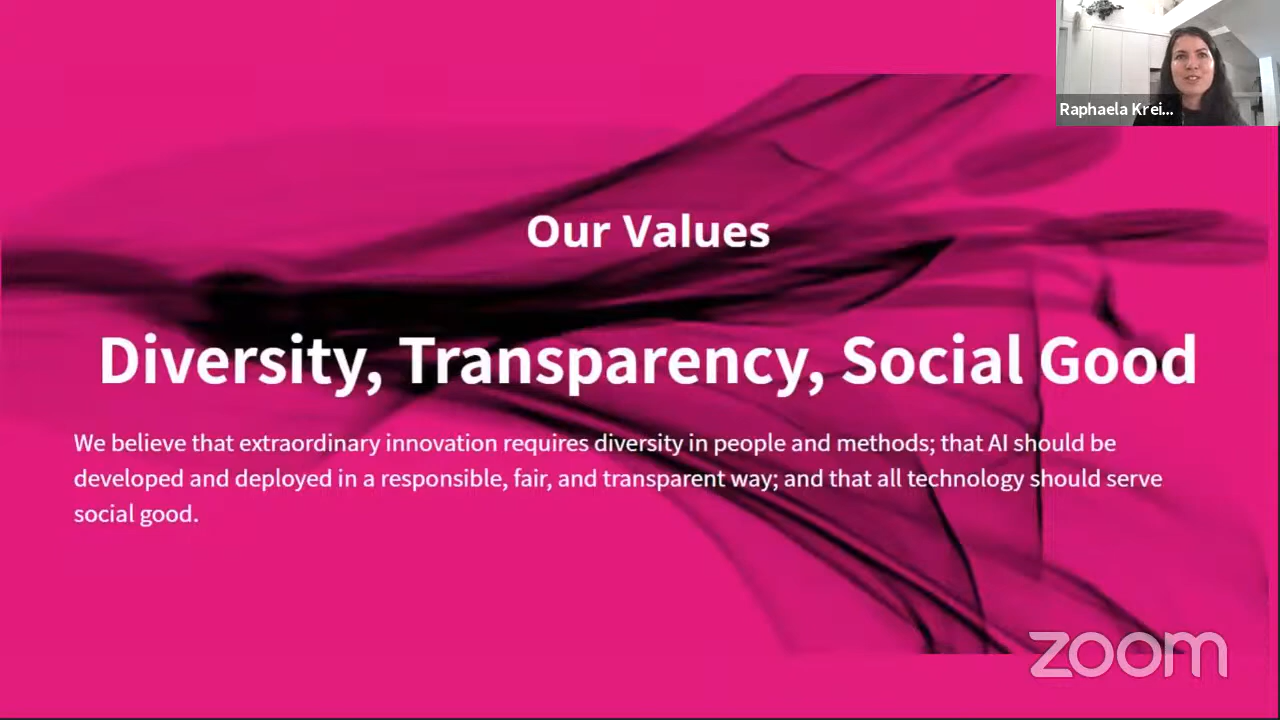 Raphaela Krei...
Our Values
Diversity, Transparency, Social Good
We believe that extraordinary innovation requires diversity in people and methods; that AI should be
developed and deployed in a responsible, fair, and transparent way; and that all technology should serve
social good.
zoom